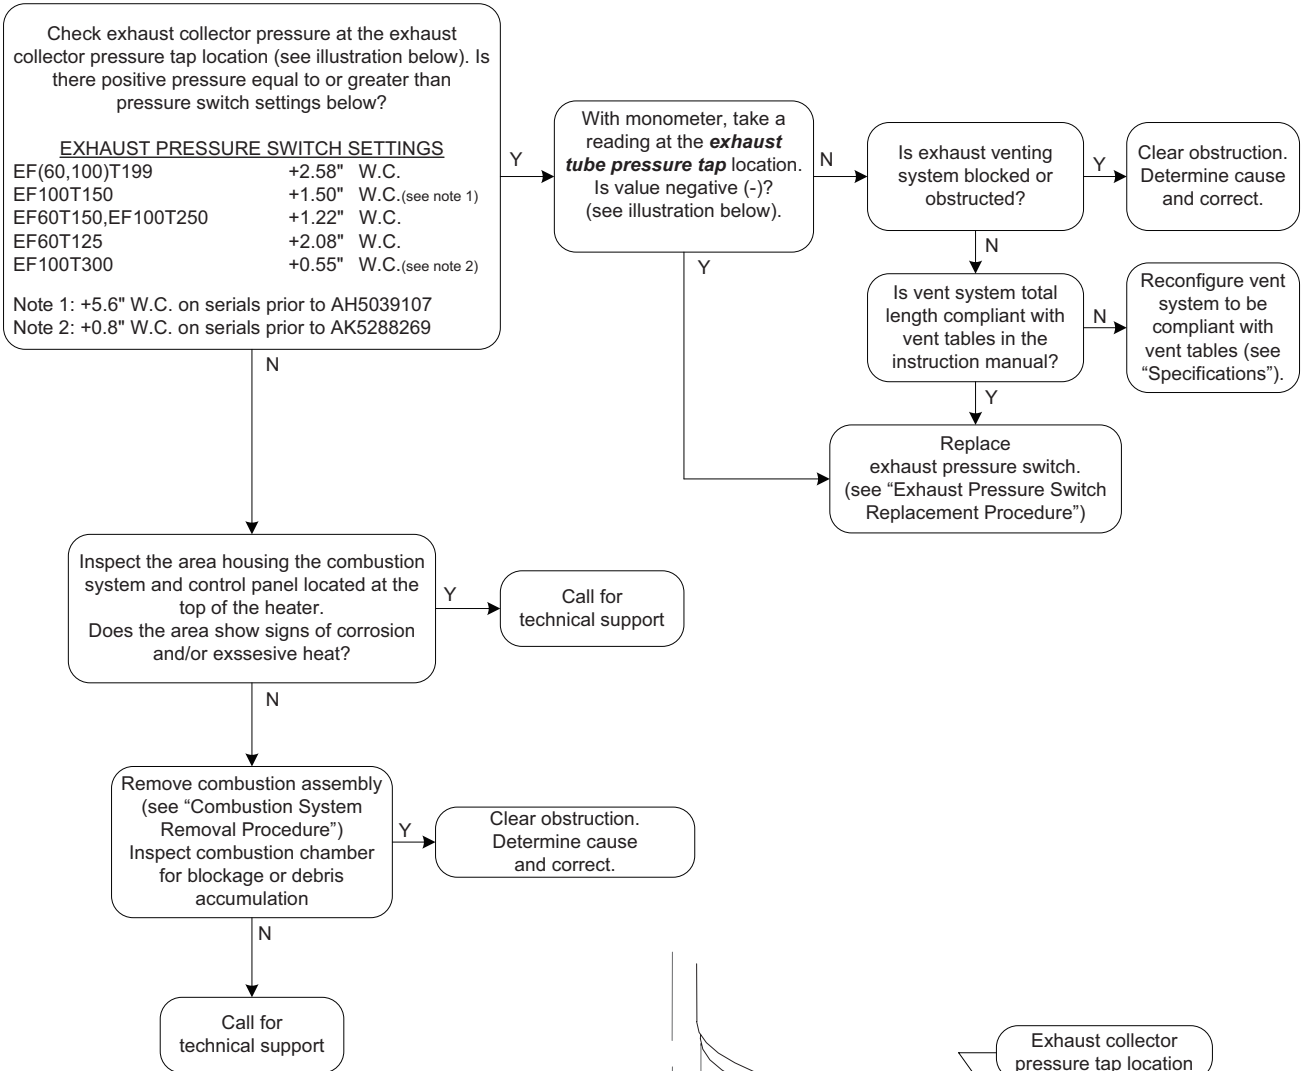 Check exhaust collector pressure at the exhaust
collector pressure tap location (see illustration below). Is
there positive pressure equal to or greater than
pressure switch settings below?
EXHAUST PRESSURE SWITCH SETTINGS
EF(60,100)T199 +2.58" W.C.
EF100T150 +1.50" W.C.(see note 1)
EF60T150,EF100T250 +1.22" W.C.
EF60T125 +2.08" W.C.
EF100T300 +0.55" W.C.(see note 2)
Note 1: +5.6" W.C. on serials prior to AH5039107
Note 2: +0.8" W.C. on serials prior to AK5288269
Y
With monometer, take a
reading at the exhaust
tube pressure tap location.
Is value negative (-)?
(see illustration below).
N
Is exhaust venting
system blocked or
obstructed?
Y
Clear obstruction.
Determine cause
and correct.
N
Y
Is vent system total
length compliant with
vent tables in the
instruction manual?
N
Reconfigure vent
system to be
compliant with
vent tables (see
“Specifications”).
Y
Replace
exhaust pressure switch.
(see “Exhaust Pressure Switch
Replacement Procedure”)
N
Inspect the area housing the combustion
system and control panel located at the
top of the heater.
Does the area show signs of corrosion
and/or exssesive heat?
Y
Call for
technical support
N
Remove combustion assembly
(see “Combustion System
Removal Procedure”)
Inspect combustion chamber
for blockage or debris
accumulation
Y
Clear obstruction.
Determine cause
and correct.
N
Call for
technical support
Exhaust collector
pressure tap location